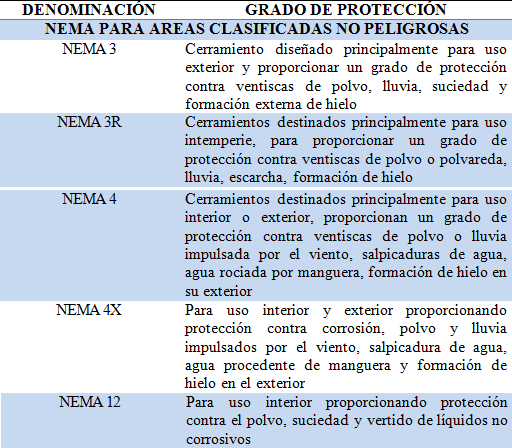 DENOMINACIÓN GRADO DE PROTECCIÓN
NEMA PARA AREAS CLASIFICADAS NO PELIGROSAS
NEMA 3 Cerramiento diseñado principalmente para uso
exterior y proporcionar un grado de protección
contra ventiscas de polvo, lluvia, suciedad y
formación externa de hielo
NEMA 3R Cerramientos destinados principalmente para uso
intemperie, para proporcionar un grado de
protección contra ventiscas de polvo o polvareda,
lluvia, escarcha, formación de hielo
NEMA 4 Cerramientos destinados principalmente para uso
interior o exterior, proporcionan un grado de
protección contra ventiscas de polvo o lluvia
impulsada por el viento, salpicaduras de agua,
agua rociada por manguera, formación de hielo en
su exterior
NEMA 4X Para uso interior y exterior proporcionando
protección contra corrosión, polvo y lluvia
impulsados por el viento, salpicadura de agua,
agua procedente de manguera y formación de
hielo en el exterior
NEMA 12 Para uso interior proporcionando protección
contra el polvo, suciedad y vertido de líquidos no
corrosivos